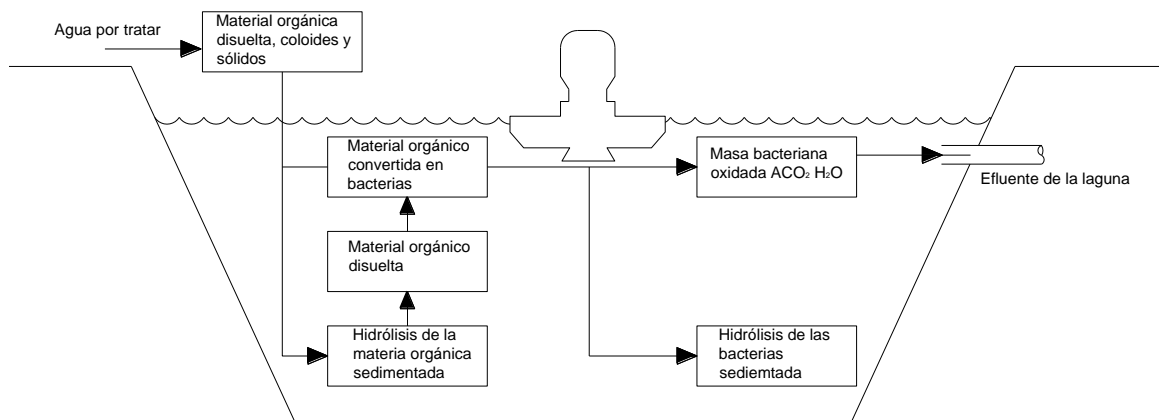 Agua por tratar
Material orgánica
disuelta, coloides y
sólidos
Material orgánico
convertida en
bacterias
Masa bacteriana
oxidada ACO₂ H₂O
Efluente de la laguna
Material orgánico
disuelta
Hidrólisis de la
materia orgánica
sedimentada
Hidrólisis de las
bacterias
sediemtada